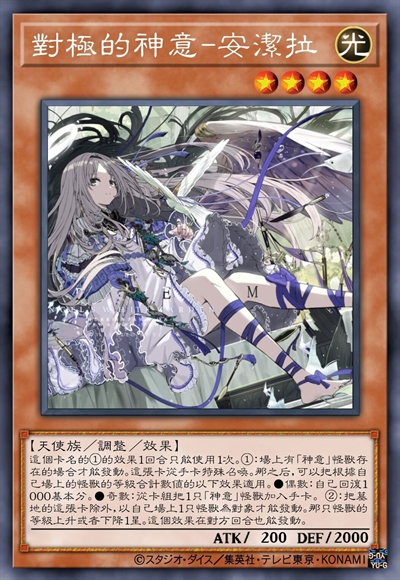 對極的神意-安潔拉
光
E M
【天使族／調整／效果】
這個卡名的①的效果1回合只能使用1次。①:場上有「神意」怪獸存
在的場合才能發動。這張卡從手卡特殊召喚。那之後,可以把根據自
己場上的怪獸的等級合計數值的以下效果適用。●偶數:自己回復1
000基本分。●奇數:從卡組把1只「神意」怪獸加入手卡。②:把墓
地的這張卡除外,以自己場上1只怪獸為對象才能發動。那只怪獸的
等級上升或者下降1星。這個效果在對方回合也能發動。
ATK/ 200 DEF/2000
©スタジオ・ダイス／集英社・テレビ東京・KONAMI
YU-G